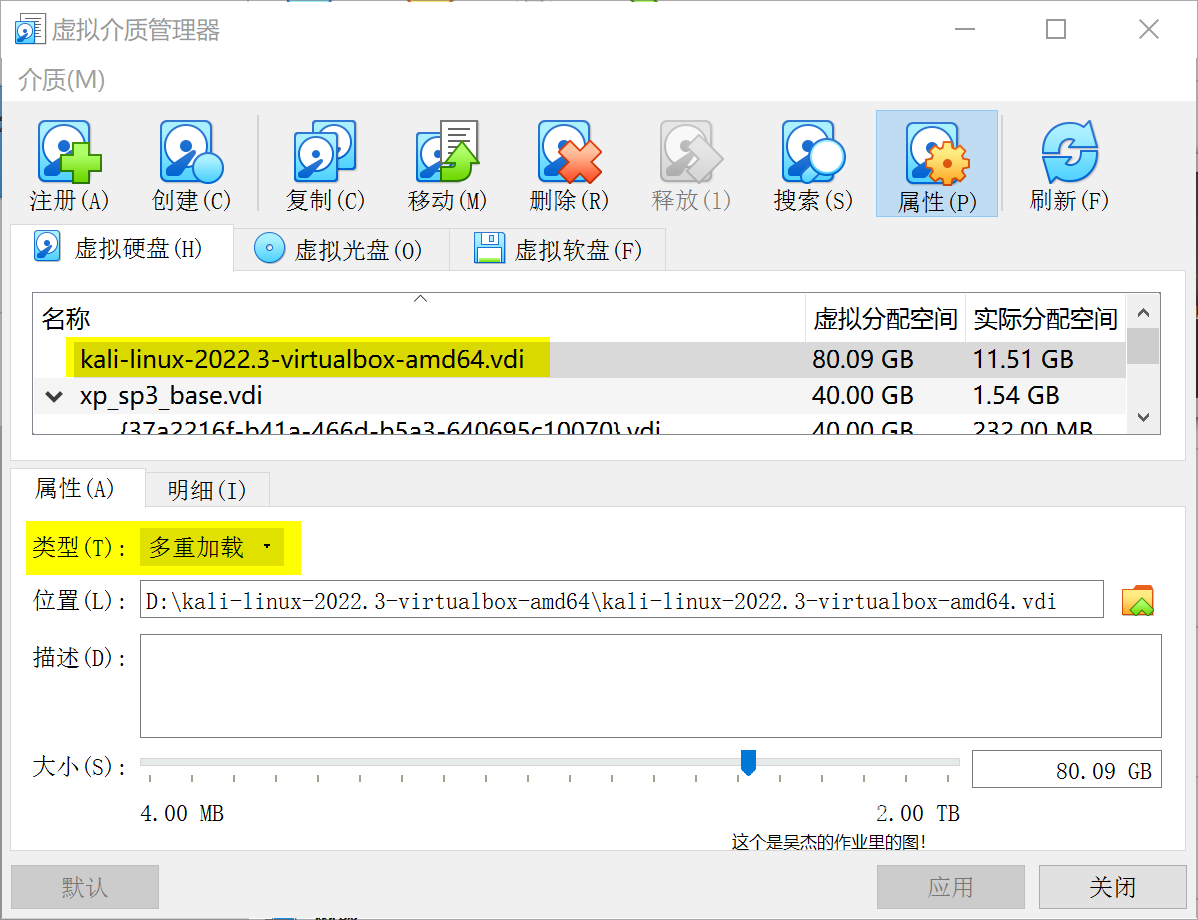 虚拟介质管理器
介质(M)
注册(A) 创建(C) 复制(C) 移动(M) 删除(R) 释放(l) 搜索(S) 属性(P) 刷新(F)
虚拟硬盘(H) 虚拟光盘(O) 虚拟软盘(F)
名称 虚拟分配空间 实际分配空间
kali-linux-2022.3-virtualbox-amd64.vdi 80.09 GB 11.51 GB
xp_sp3_base.vdi 40.00 GB 1.54 GB
{37a2216f-b41a-466d-b5a3-640695c10070}.vdi 40.00 GB 232.00 MB
属性(A) 明细(I)
类型(T): 多重加载
位置(L): D:\kali-linux-2022.3-virtualbox-amd64\kali-linux-2022.3-virtualbox-amd64.vdi
描述(D):
大小(S): 80.09 GB
4.00 MB 2.00 TB
这个是吴杰的作业里的图!
默认 应用 关闭